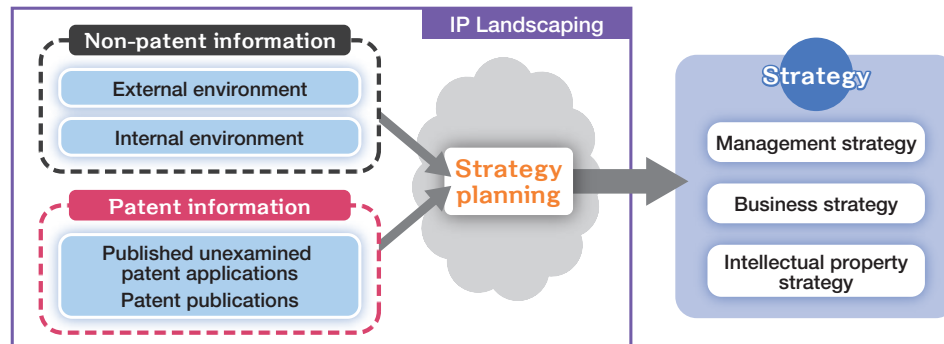 IP Landscaping
Non-patent information
External environment
Internal environment
Patent information
Published unexamined
patent applications
Patent publications
Strategy
planning
Strategy
Management strategy
Business strategy
Intellectual property
strategy